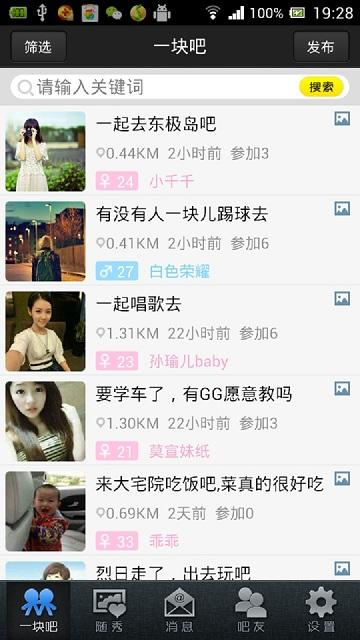 100% 19:28
筛选 一块吧 发布
请输入关键词 搜索
一起去东极岛吧
0.44KM 2小时前 参加3
♀ 24 小千千
有没有人一块儿踢球去
0.41KM 2小时前 参加6
♂ 27 白色荣耀
一起唱歌去
1.31KM 22小时前 参加6
♀ 23 孙瑜儿baby
要学车了，有GG愿意教吗
1.30KM 22小时前 参加3
♀ 21 莫宣妹纸
来大宅院吃饭吧,菜真的很好吃
0.69KM 2天前 参加0
♀ 33 乖乖
烈日走了，出去玩吧
一块吧 随秀 消息 吧友 设置